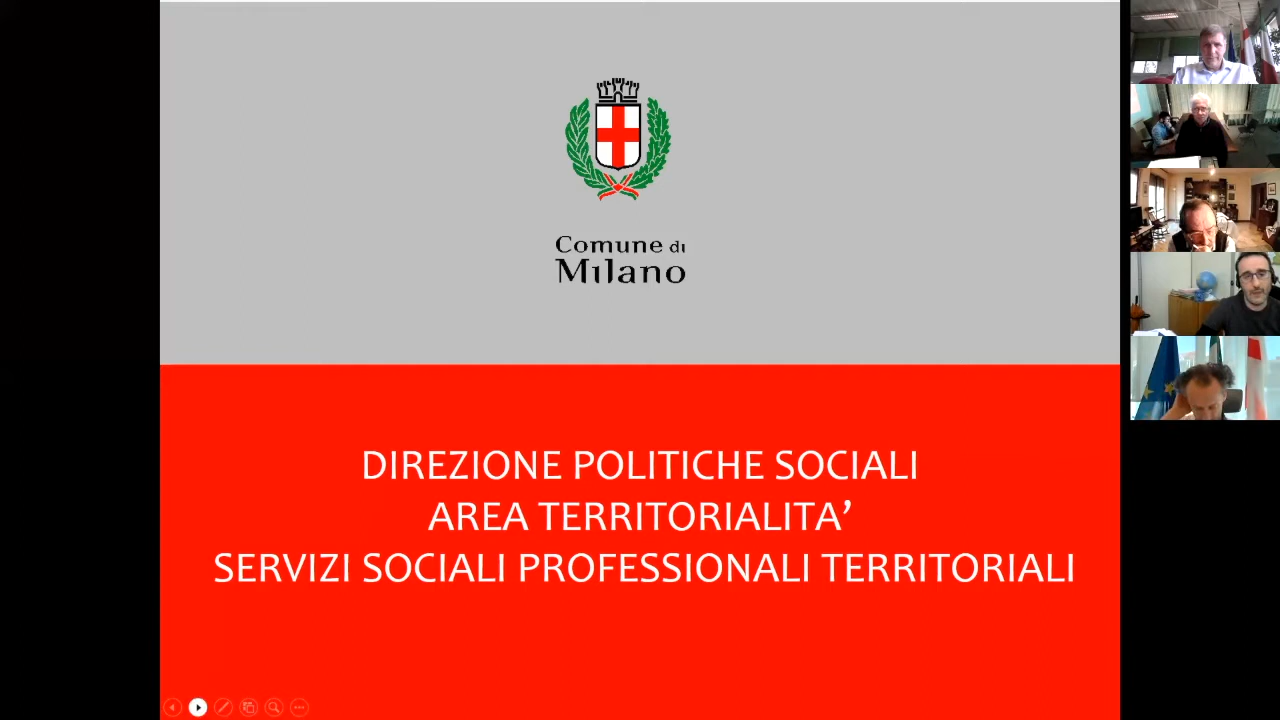 Comune di
Milano
DIREZIONE POLITICHE SOCIALI
AREA TERRITORIALITA’
SERVIZI SOCIALI PROFESSIONALI TERRITORIALI